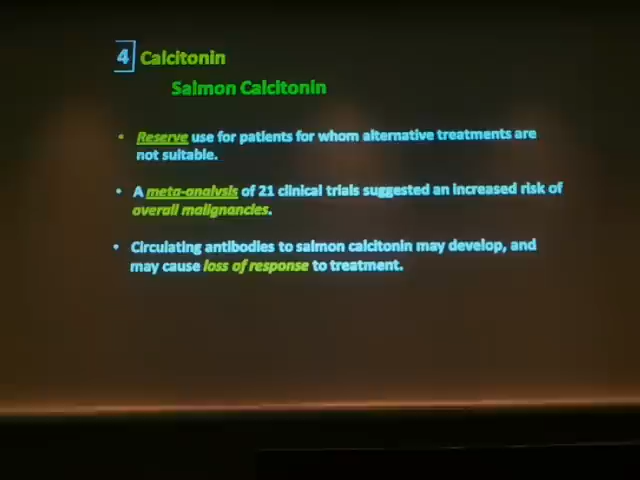 4 Calcitonin
Salmon Calcitonin
• Reserve use for patients for whom alternative treatments are
not suitable.
• A meta-analysis of 21 clinical trials suggested an increased risk of
overall malignancies.
• Circulating antibodies to salmon calcitonin may develop, and
may cause loss of response to treatment.